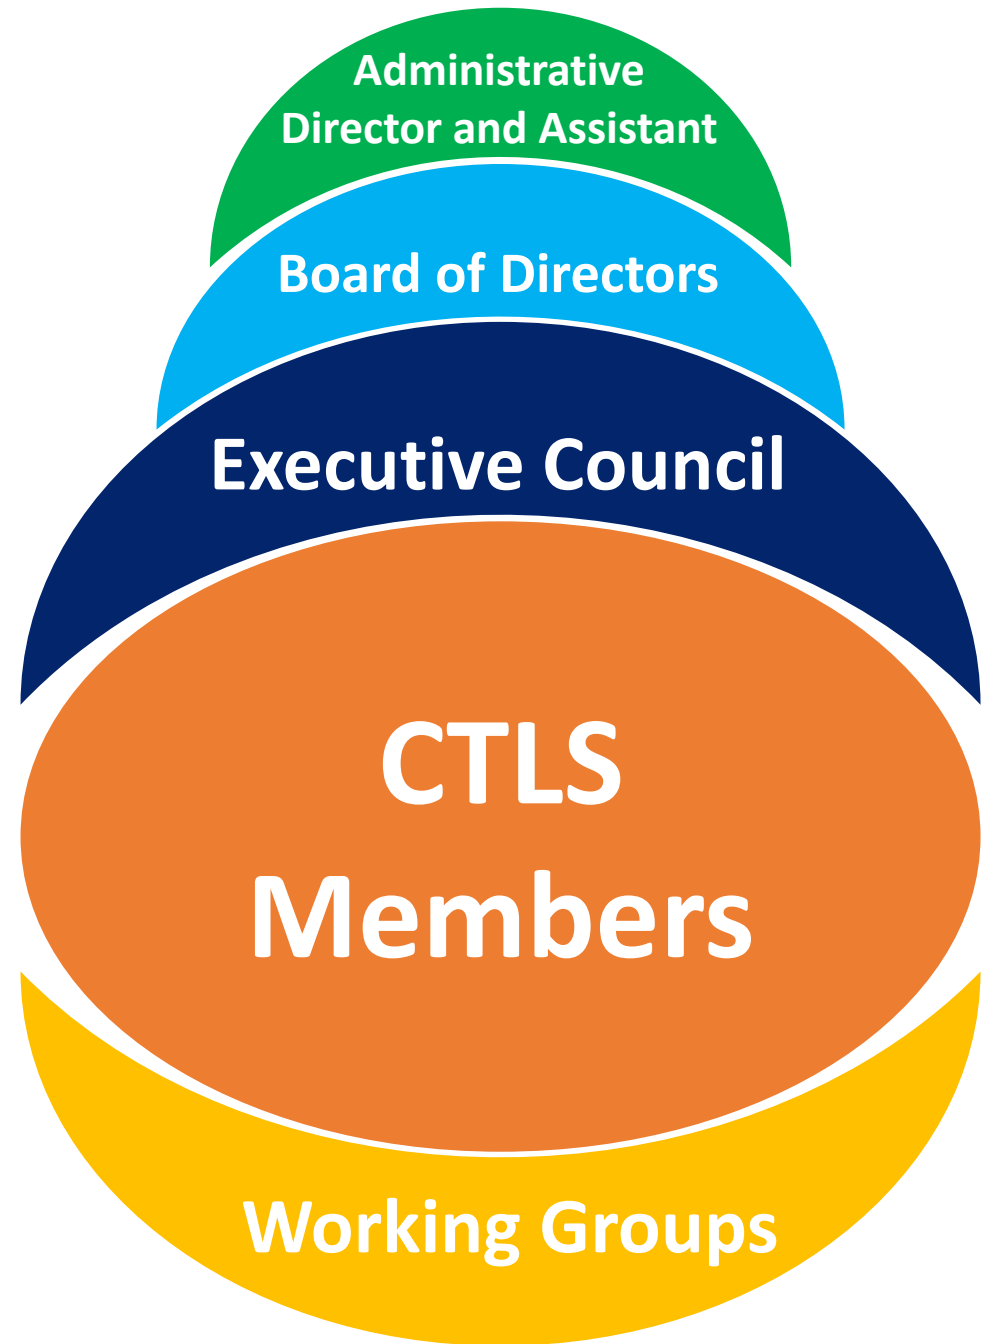 Administrative
Director and Assistant
Board of Directors
Executive Council
CTLS
Members
Working Groups